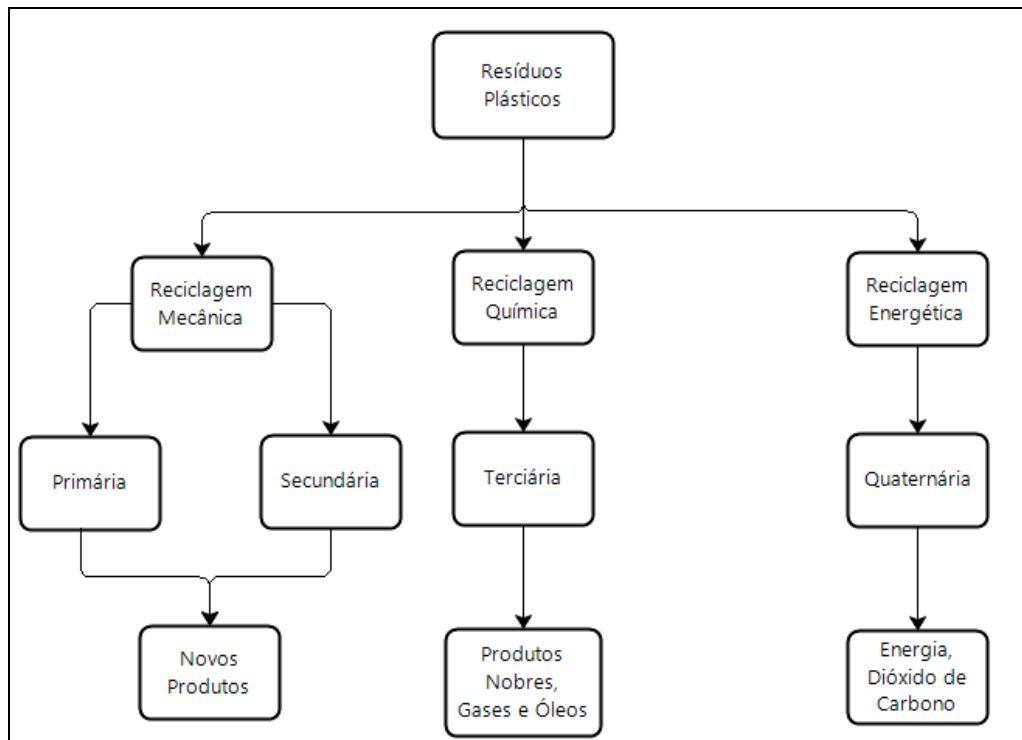 Resíduos
Plásticos
Reciclagem
Mecânica
Reciclagem
Química
Reciclagem
Energética
Primária
Secundária
Terciária
Quaternária
Novos
Produtos
Produtos
Nobres,
Gases e Óleos
Energia,
Dióxido de
Carbono